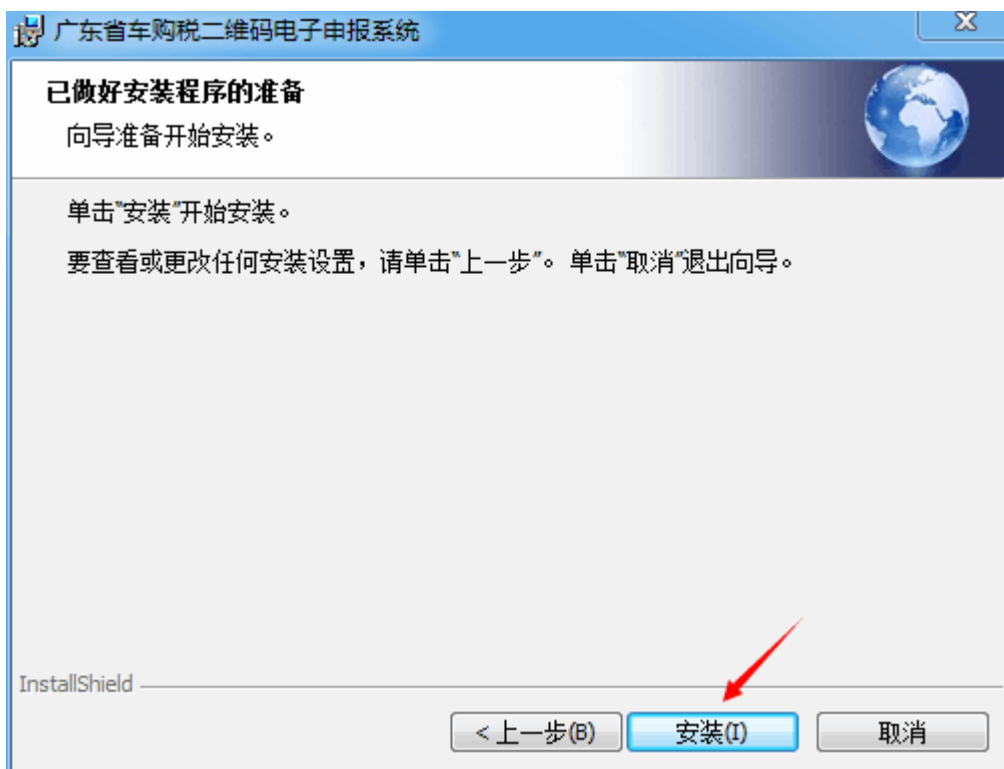 广东省车购税二维码电子申报系统
已做好安装程序的准备
向导准备开始安装。
单击"安装"开始安装。
要查看或更改任何安装设置，请单击"上一步"。 单击"取消"退出向导。
InstallShield
<上一步(B)
安装(I)
取消